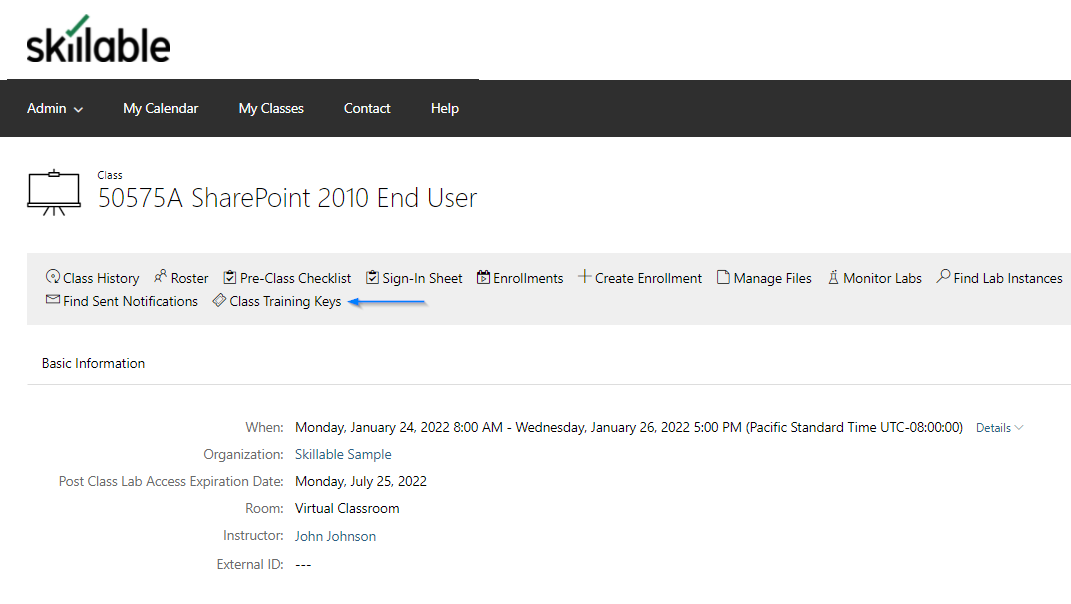 skillable
Admin My Calendar My Classes Contact Help
Class
50575A SharePoint 2010 End User
Class History Roster Pre-Class Checklist Sign-In Sheet Enrollments Create Enrollment Manage Files Monitor Labs Find Lab Instances
Find Sent Notifications Class Training Keys
Basic Information
When: Monday, January 24, 2022 8:00 AM - Wednesday, January 26, 2022 5:00 PM (Pacific Standard Time UTC-08:00:00) Details
Organization: Skillable Sample
Post Class Lab Access Expiration Date: Monday, July 25, 2022
Room: Virtual Classroom
Instructor: John Johnson
External ID: ---